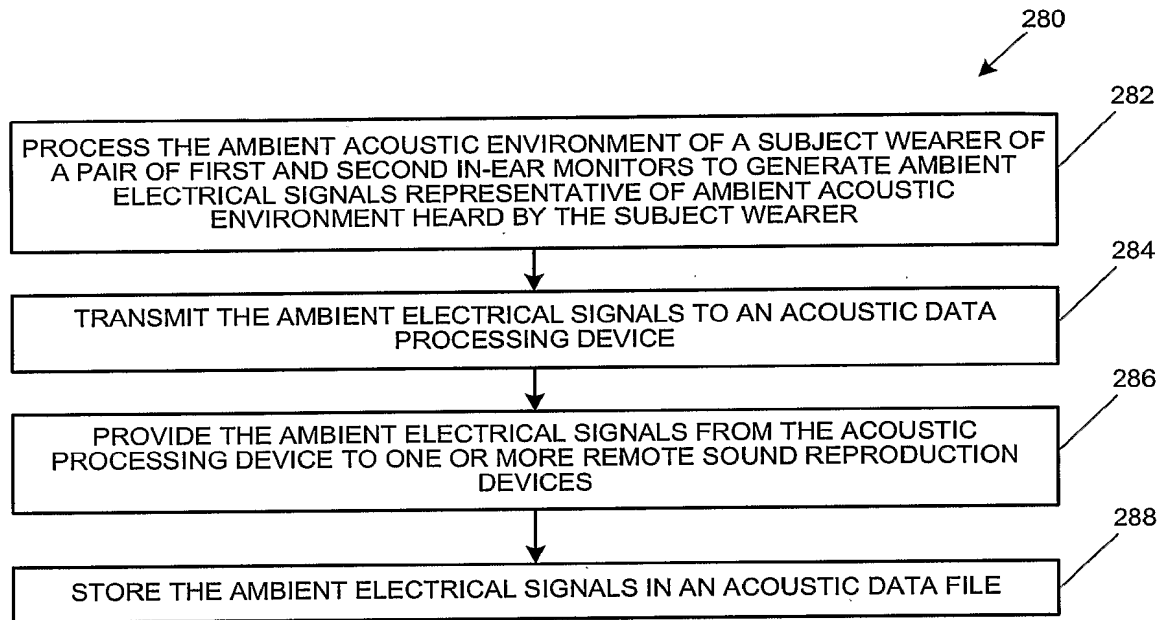 280
282
PROCESS THE AMBIENT ACOUSTIC ENVIRONMENT OF A SUBJECT WEARER OF
A PAIR OF FIRST AND SECOND IN-EAR MONITORS TO GENERATE AMBIENT
ELECTRICAL SIGNALS REPRESENTATIVE OF AMBIENT ACOUSTIC
ENVIRONMENT HEARD BY THE SUBJECT WEARER
284
TRANSMIT THE AMBIENT ELECTRICAL SIGNALS TO AN ACOUSTIC DATA
PROCESSING DEVICE
286
PROVIDE THE AMBIENT ELECTRICAL SIGNALS FROM THE ACOUSTIC
PROCESSING DEVICE TO ONE OR MORE REMOTE SOUND REPRODUCTION
DEVICES
288
STORE THE AMBIENT ELECTRICAL SIGNALS IN AN ACOUSTIC DATA FILE